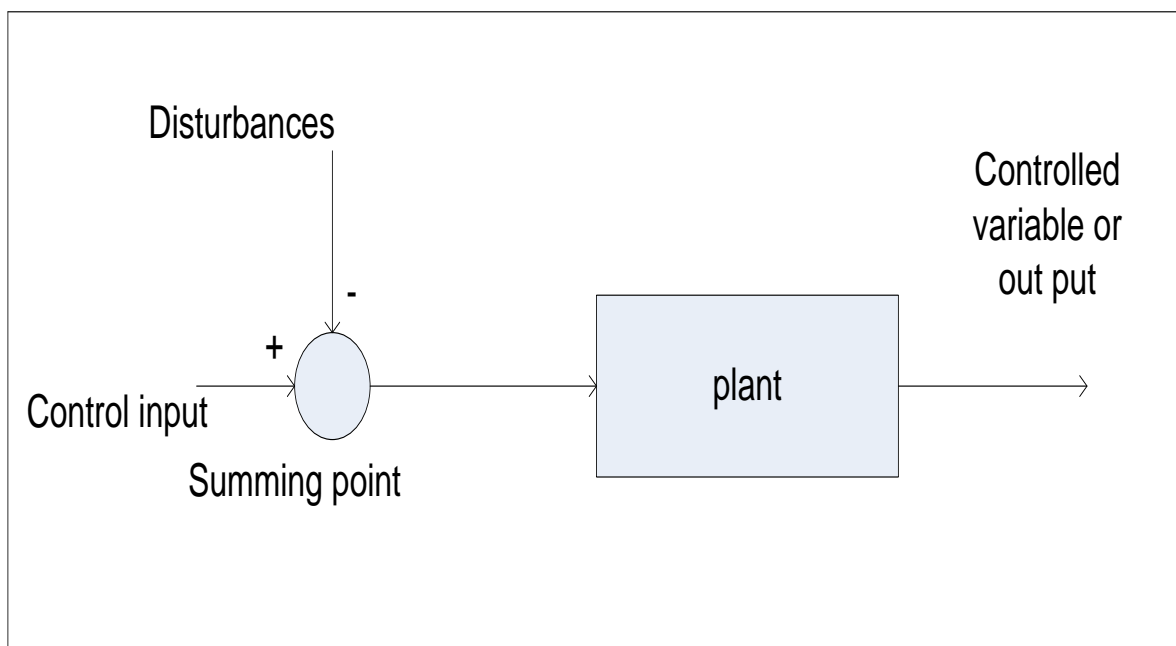 Disturbances
Controlled
variable or
out put
-
+
plant
Control input
Summing point